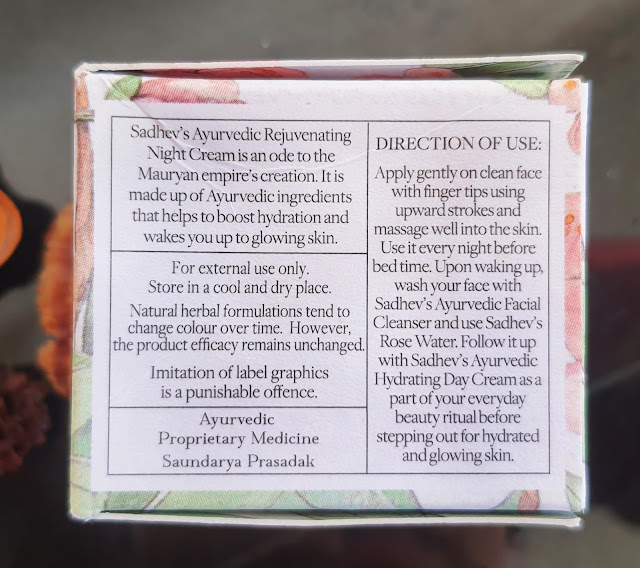 Sadhev's Ayurvedic Rejuvenating
Night Cream is an ode to the
Mauryan empire's creation. It is
made up of Ayurvedic ingredients
that helps to boost hydration and
wakes you up to glowing skin.
For external use only.
Store in a cool and dry place.
Natural herbal formulations tend to
change colour over time. However,
the product efficacy remains unchanged.
Imitation of label graphics
is a punishable offence.
Ayurvedic
Proprietary Medicine
Saundarya Prasadak
DIRECTION OF USE:
Apply gently on clean face
with finger tips using
upward strokes and
massage well into the skin.
Use it every night before
bed time. Upon waking up,
wash your face with
Sadhev's Ayurvedic Facial
Cleanser and use Sadhev's
Rose Water. Follow it up
with Sadhev's Ayurvedic
Hydrating Day Cream as a
part of your everyday
beauty ritual before
stepping out for hydrated
and glowing skin.